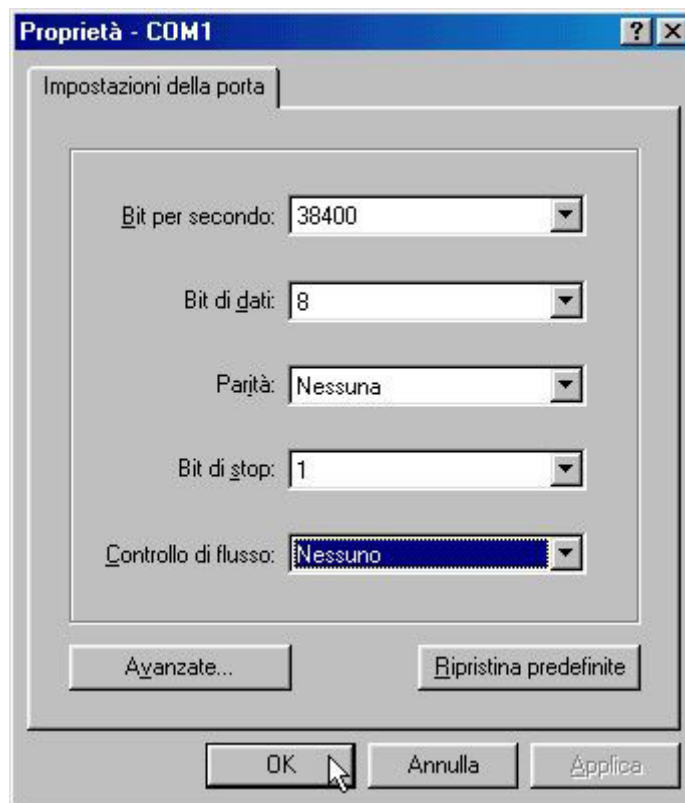 Proprietà - COM1
Impostazioni della porta
Bit per secondo: 38400
Bit di dati: 8
Parità: Nessuna
Bit di stop: 1
Controllo di flusso: Nessuno
Avanzate... Ripristina predefinite
OK Annulla Applica